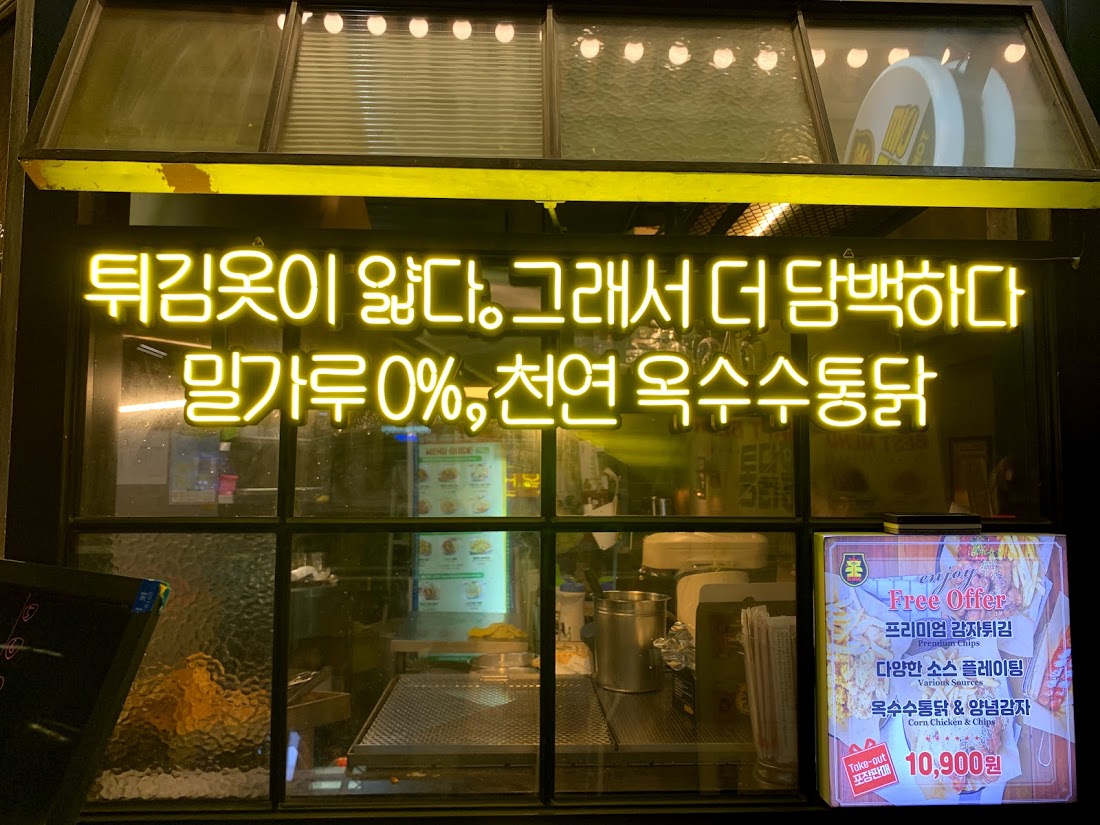 튀김옷이 얇다. 그래서 더 담백하다
밀가루 0%, 천연 옥수수통닭
MENU GUIDE
enjoy
Free Offer
프리미엄 감자튀김
Premium Chips
다양한 소스 플레이팅
Various Sources
옥수수통닭 & 양념감자
Corn Chicken & Chips
Take-out
포장판매
10,900원